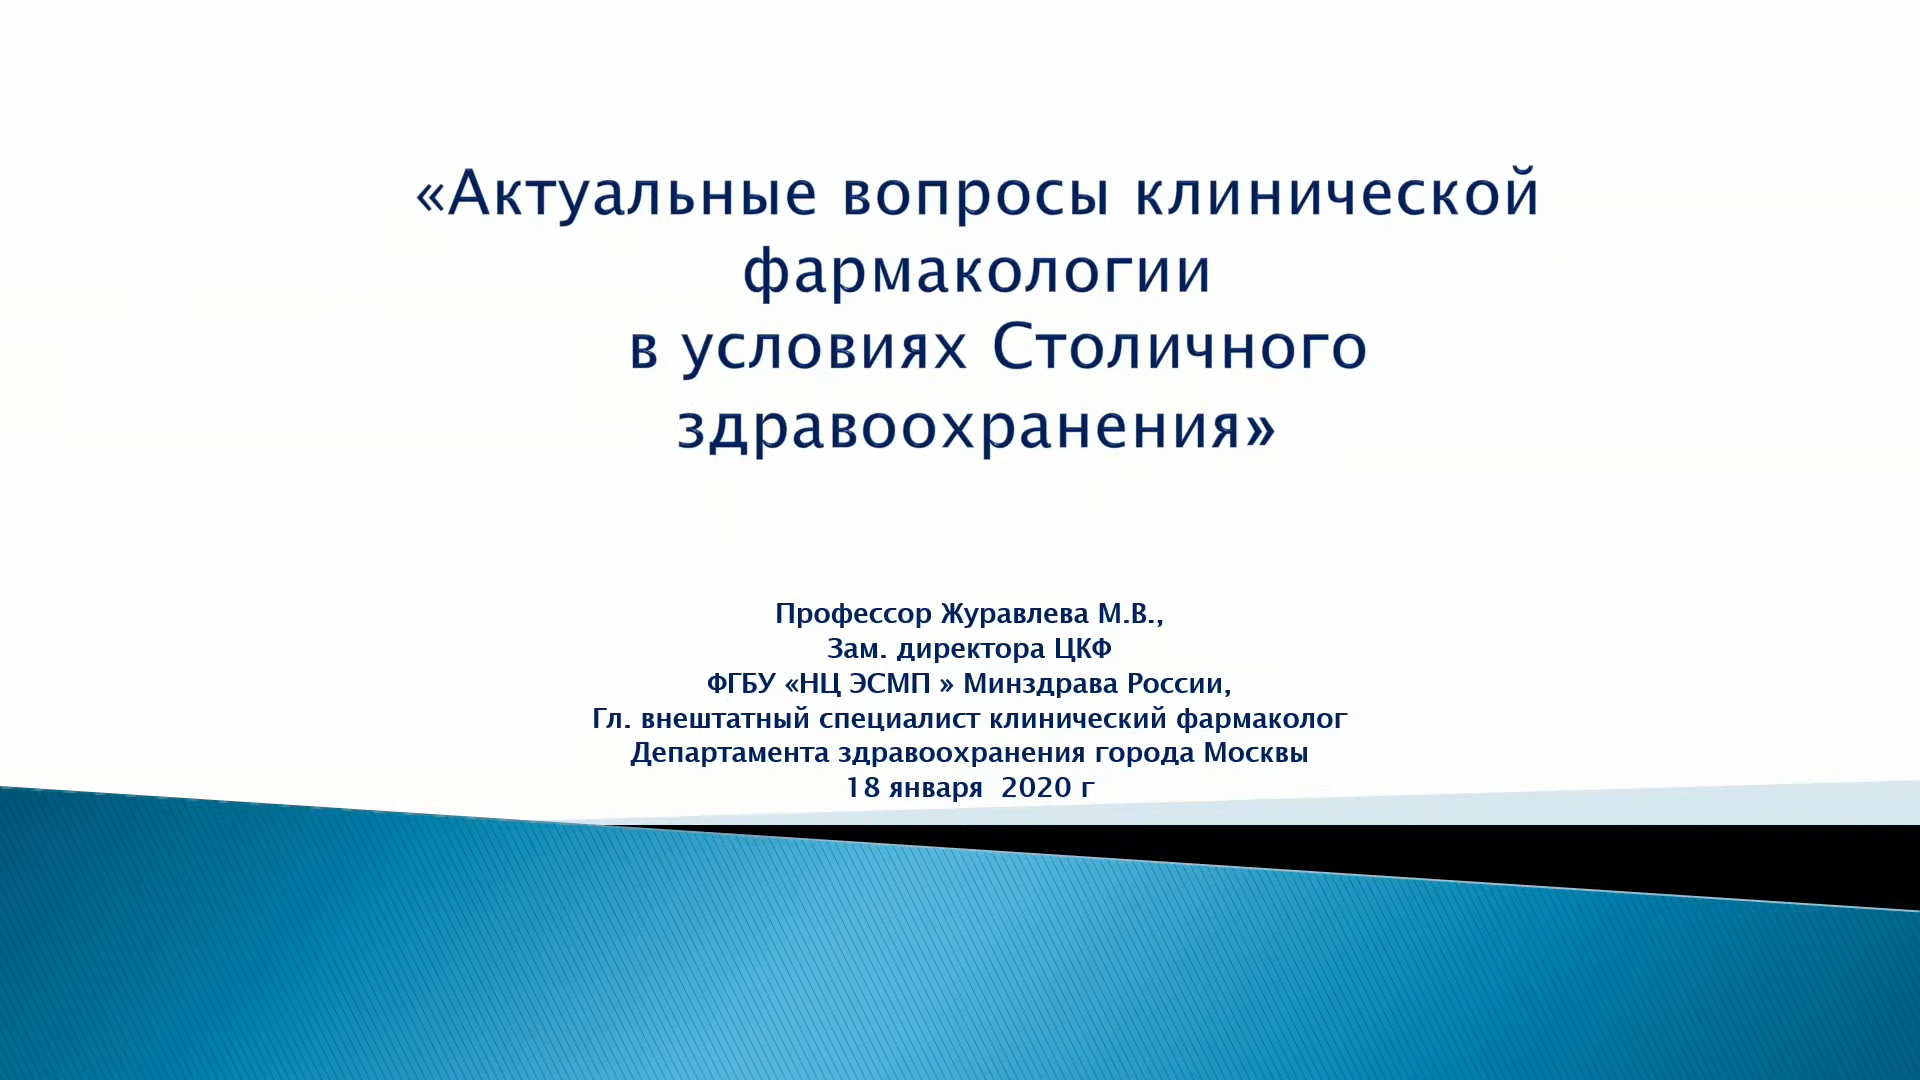 «Актуальные вопросы клинической
фармакологии
в условиях Столичного
здравоохранения»
Профессор Журавлева М.В.,
Зам. директора ЦКФ
ФГБУ «НЦ ЭСМП » Минздрава России,
Гл. внештатный специалист клинический фармаколог
Департамента здравоохранения города Москвы
18 января  2020 г